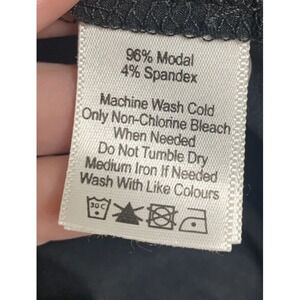 96% Modal
4% Spandex
Machine Wash Cold
Only Non-Chlorine Bleach
When Needed
Do Not Tumble Dry
Medium Iron If Needed
Wash With Like Colours
30C